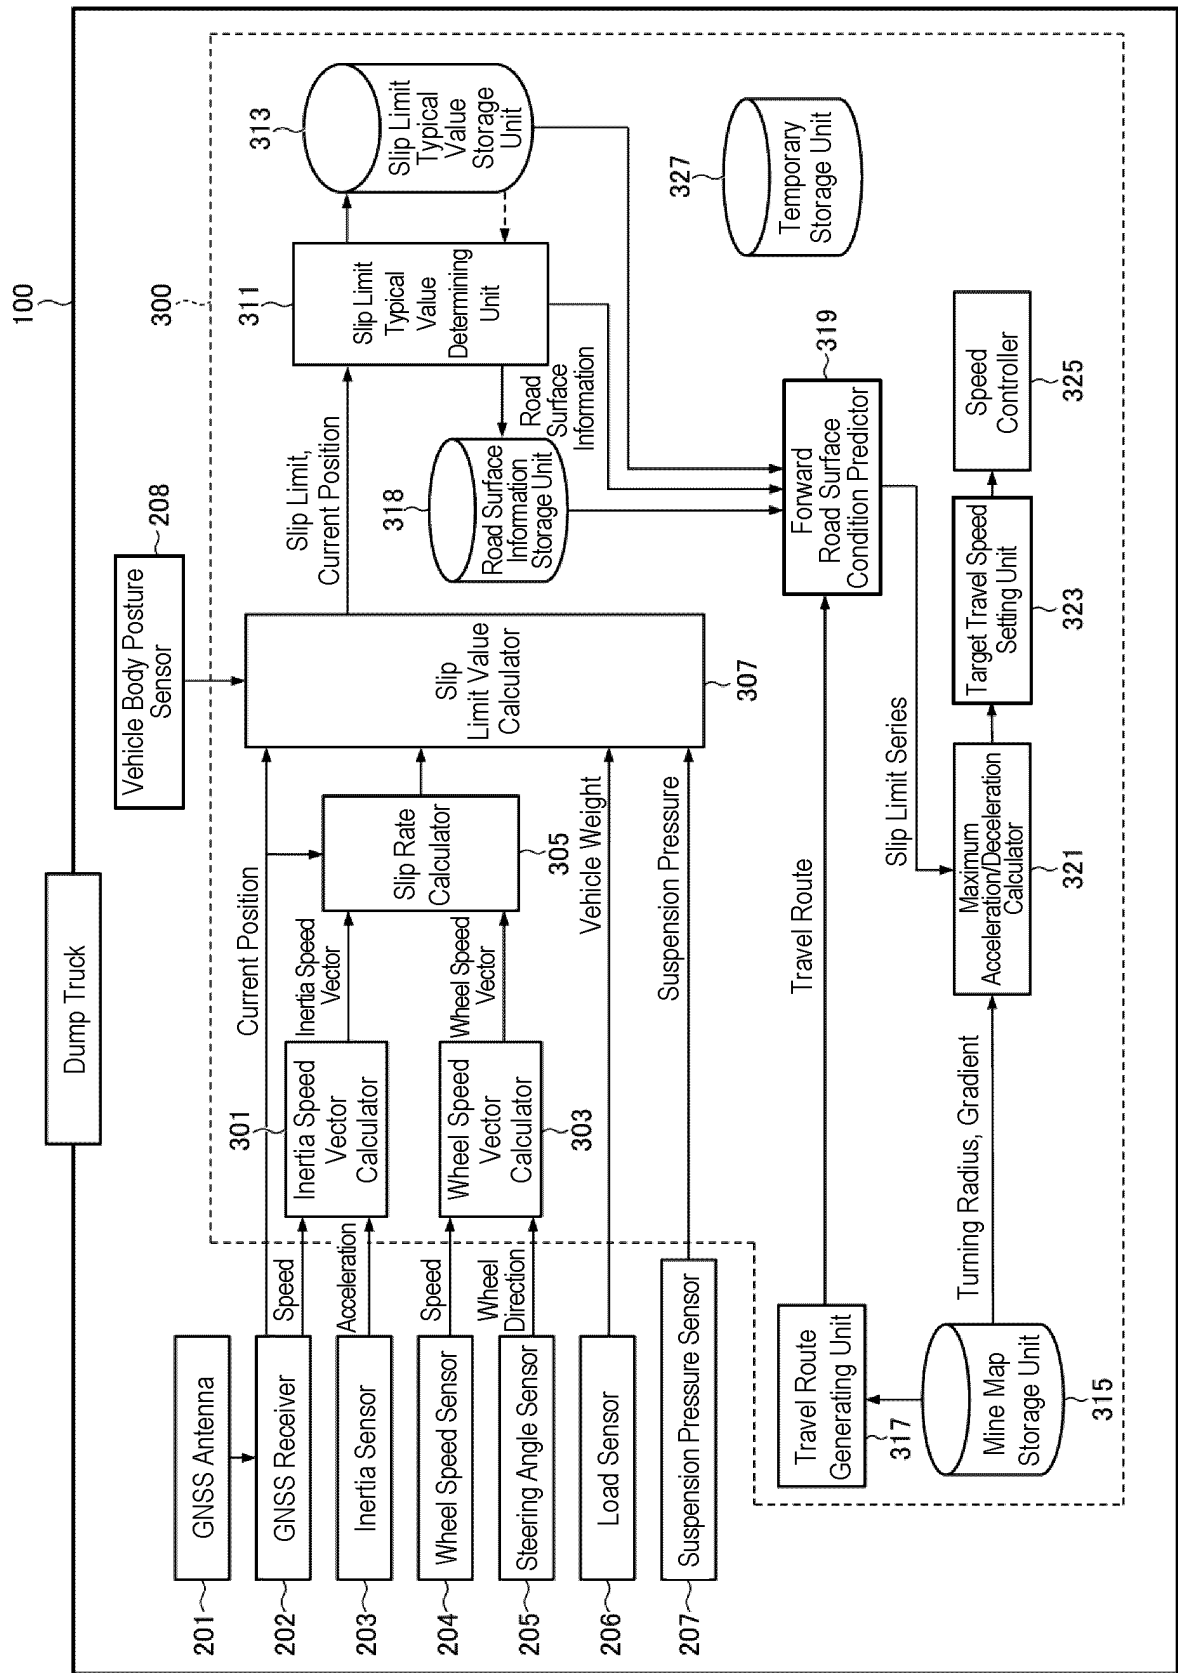 Dump Truck
100
300
Vehicle Body Posture
Sensor
208
201
GNSS Antenna
202
GNSS Receiver
203
Inertia Sensor
204
Wheel Speed Sensor
205
Steering Angle Sensor
206
Load Sensor
207
Suspension Pressure Sensor
Current Position
Speed
Acceleration
Speed
Wheel
Direction
301
Inertia Speed
Vector
Calculator
Wheel Speed
Vector
Calculator
303
Inertia Speed
Vector
Wheel Speed
Vector
Slip Rate
Calculator
305
Vehicle Weight
Suspension Pressure
Slip
Limit Value
Calculator
307
Slip Limit,
Current Position
311
Slip Limit
Typical
Value
Determining
Unit
313
Slip Limit
Typical
Value
Storage
Unit
318
Road Surface
Information
Storage Unit
Road
Surface
Information
327
Temporary
Storage Unit
Travel Route
Generating Unit
317
Travel Route
Forward
Road Surface
Condition Predictor
319
Mine Map
Storage Unit
315
Turning Radius, Gradient
Slip Limit Series
Maximum
Acceleration/Deceleration
Calculator
321
Target Travel Speed
Setting Unit
323
Speed
Controller
325